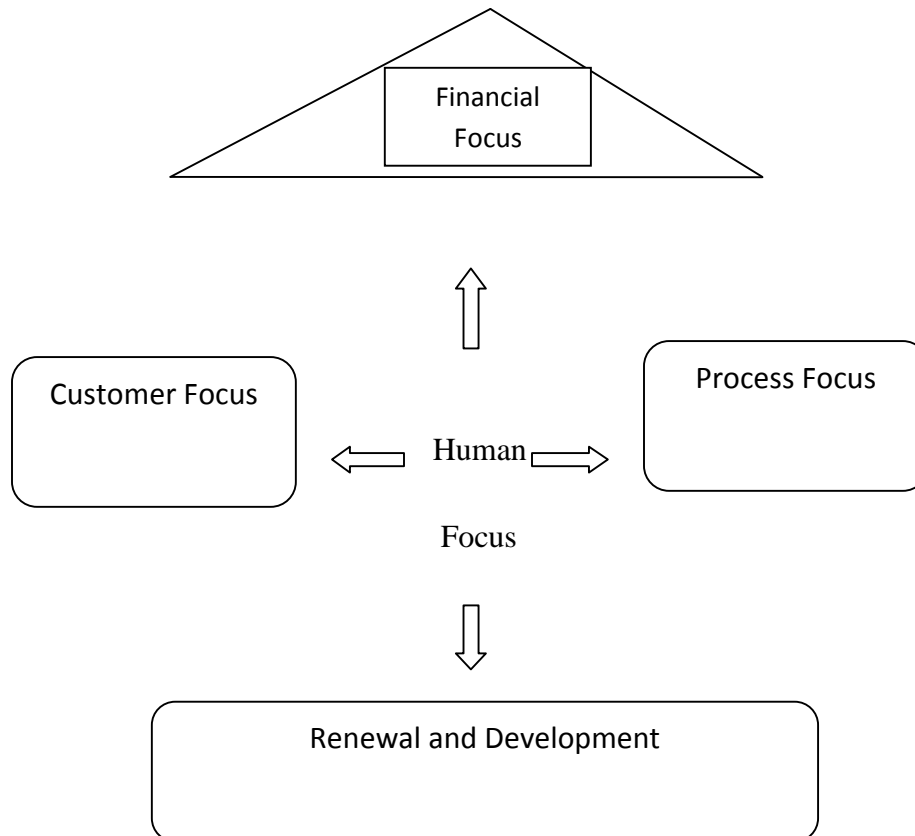 Financial
Focus
Customer Focus
Process Focus
Human
Focus
Renewal and Development